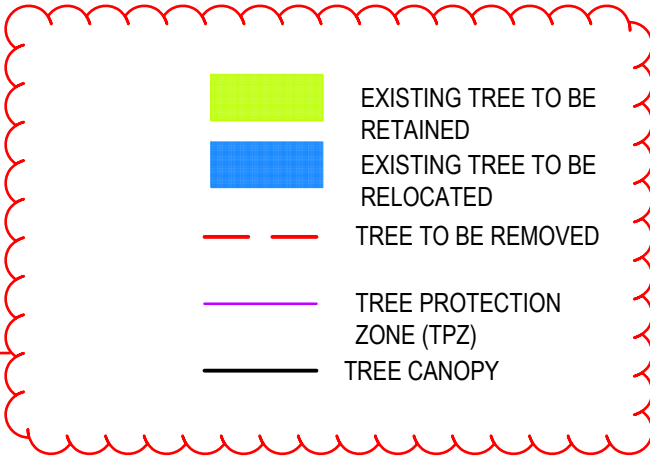 EXISTING TREE TO BE
RETAINED
EXISTING TREE TO BE
RELOCATED
TREE TO BE REMOVED
TREE PROTECTION
ZONE (TPZ)
TREE CANOPY